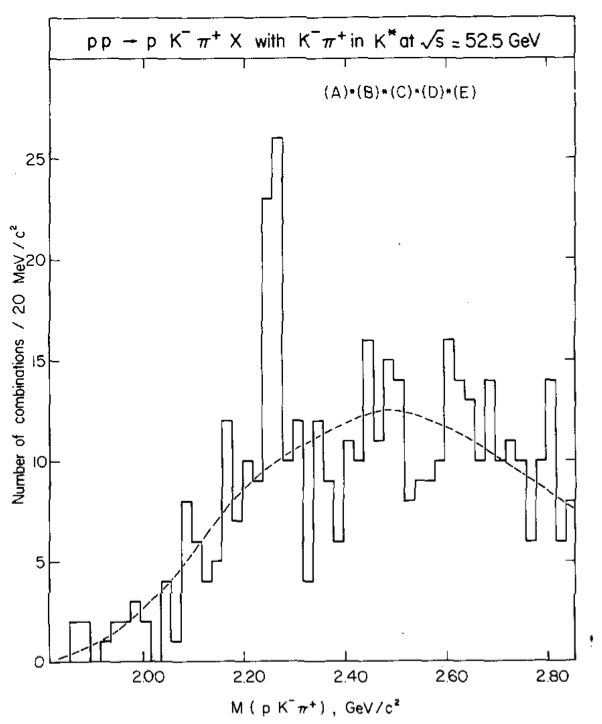 pp → p K⁻ π⁺ X with K⁻π⁺ in K* at √s = 52.5 GeV
(A)*(B)*(C)*(D)*(E)
Number of combinations / 20 MeV/c²
25
20
15
10
5
0
2.00
2.20
2.40
2.60
2.80
M ( p K⁻ π⁺) , GeV/c²